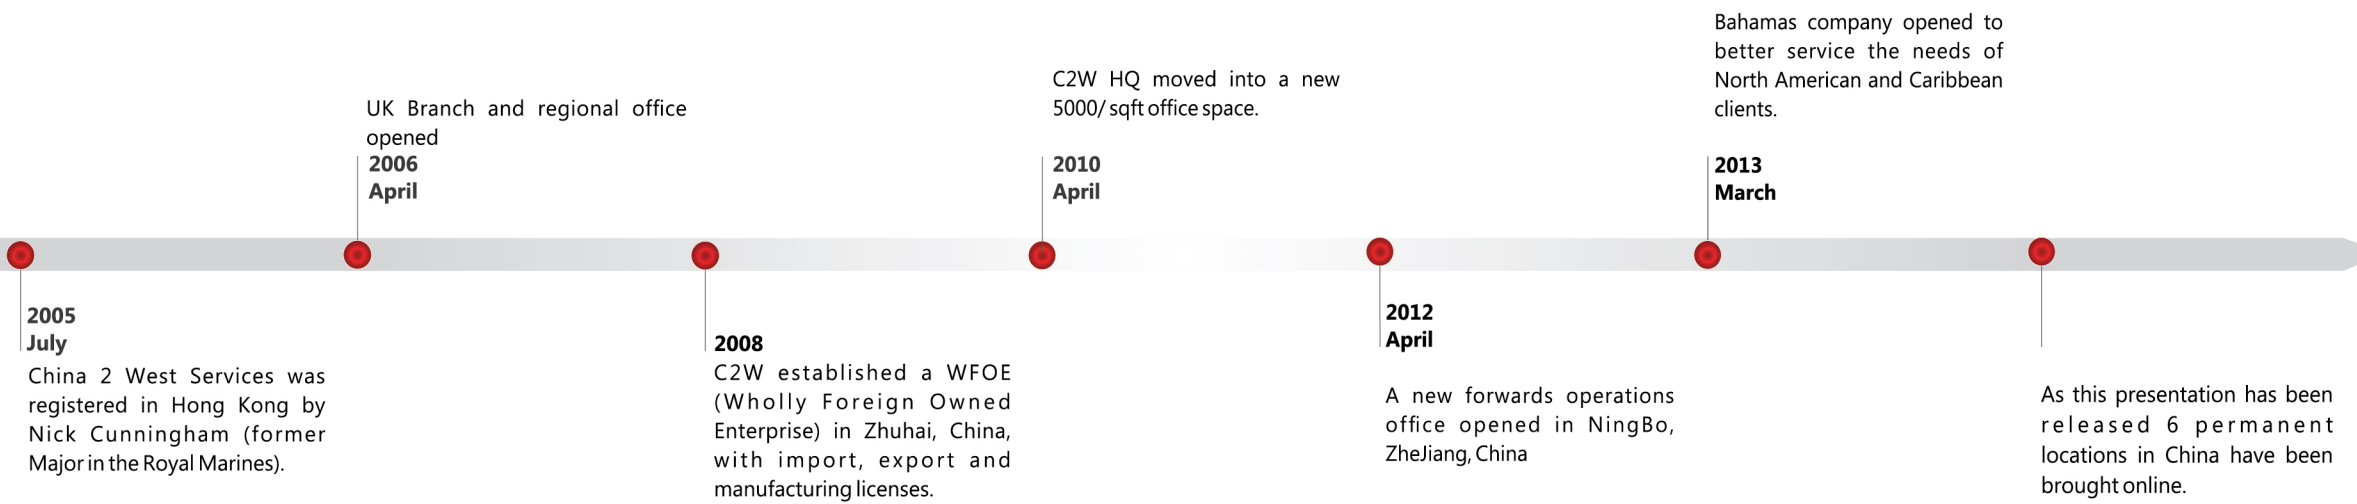 2005
July
China 2 West Services was
registered in Hong Kong by
Nick Cunningham (former
Major in the Royal Marines).
UK Branch and regional office
opened
2006
April
2008
C2W established a WFOE
(Wholly Foreign Owned
Enterprise) in Zhuhai, China,
with import, export and
manufacturing licenses.
C2W HQ moved into a new
5000/ sqft office space.
2010
April
2012
April
A new forwards operations
office opened in NingBo,
ZheJiang, China
Bahamas company opened to
better service the needs of
North American and Caribbean
clients.
2013
March
As this presentation has been
released 6 permanent
locations in China have been
brought online.